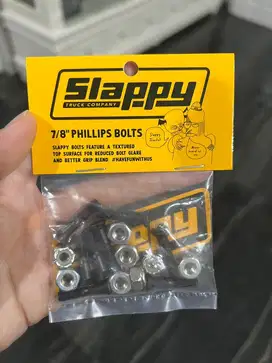 Slappy
TRUCK COMPANY
7/8" PHILLIPS BOLTS
SLAPPY BOLTS FEATURE A TEXTURED
TOP SURFACE FOR REDUCED BOLT GLARE
AND BETTER GRIP BLEND #HAVEFUNWITHUS
Slappy